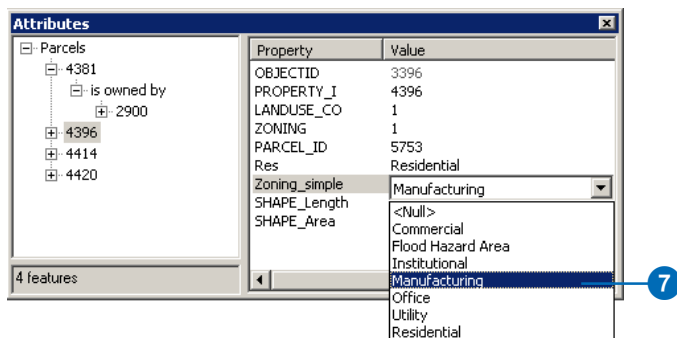 Attributes
Parcels
4381
is owned by
2900
4396
4414
4420
4 features
Property Value
OBJECTID 3396
PROPERTY_I 4396
LANDUSE_CO 1
ZONING 1
PARCEL_ID 5753
Res Residential
Zoning_simple Manufacturing
SHAPE_Length
SHAPE_Area
<Null>
Commercial
Flood Hazard Area
Institutional
Manufacturing
Office
Utility
Residential
7